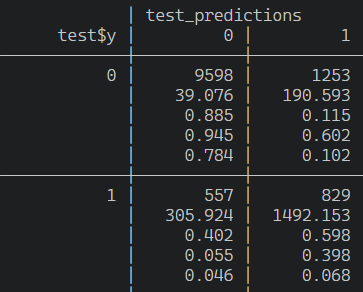 test_predictions
test$y | 0 | 1
0 | 9598 | 1253
| 39.076 | 190.593
| 0.885 | 0.115
| 0.945 | 0.602
| 0.784 | 0.102
1 | 557 | 829
| 305.924 | 1492.153
| 0.402 | 0.598
| 0.055 | 0.398
| 0.046 | 0.068